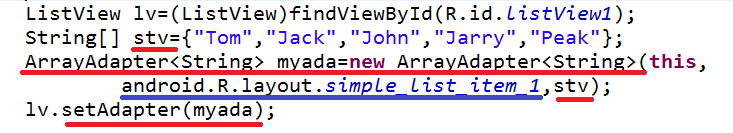 ListView lv=(ListView)findViewById(R.id.listView1);
String[] stv={"Tom","Jack","John","Jarry","Peak"};
ArrayAdapter<String> myada=new ArrayAdapter<String>(this,
android.R.layout.simple_list_item_1,stv);
lv.setAdapter(myada);